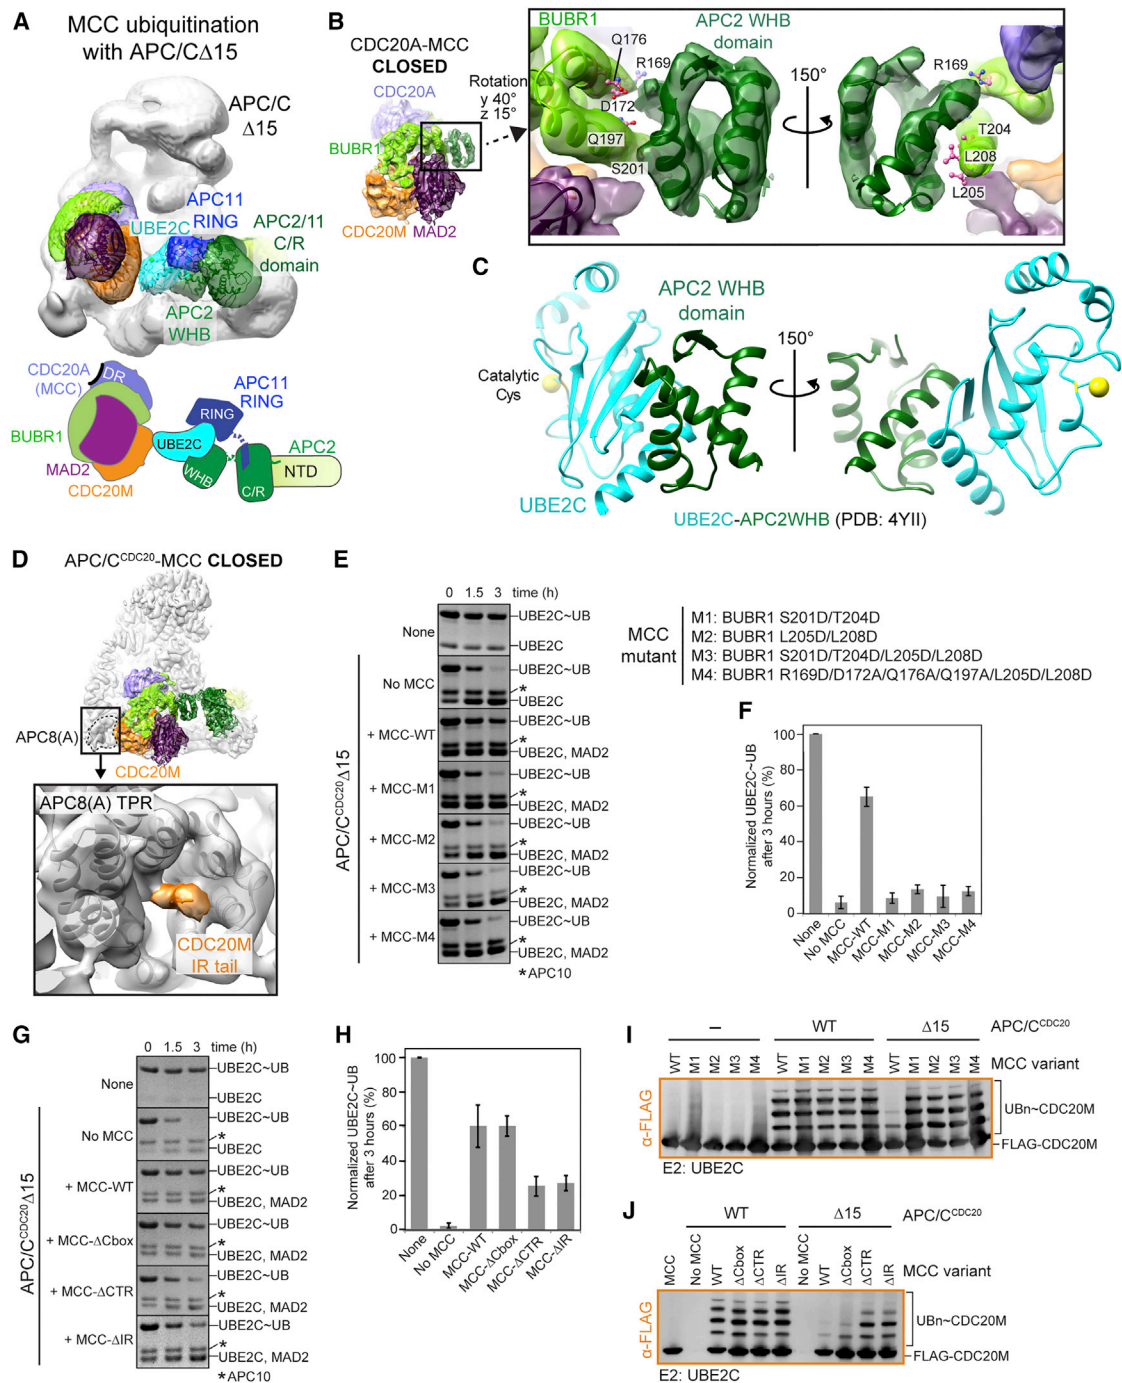 A
MCC ubiquitination
with APC/CΔ15
APC/C
Δ15
APC11
RING
UBE2C
APC2/11
C/R
domain
APC2
WHB
CDC20A
(MCC)
DR
APC11
RING
RING
BUBR1
UBE2C
APC2
MAD2
WHB
NTD
CDC20M
C/R
B
CDC20A-MCC
CLOSED
CDC20A
BUBR1
CDC20M
MAD2
Rotation
y 40°
z 15°
BUBR1
Q176
R169
APC2 WHB
domain
D172
Q197
S201
150°
R169
T204
L208
L205
C
APC2 WHB
domain
150°
Catalytic
Cys
UBE2C
UBE2C-APC2WHB (PDB: 4YII)
D
APC/CCDC20-MCC CLOSED
APC8(A)
CDC20M
APC8(A) TPR
CDC20M
IR tail
E
0 1.5 3 time (h)
None
UBE2C~UB
UBE2C
APC/CCDC20Δ15
No MCC
UBE2C~UB
*
UBE2C
+ MCC-WT
UBE2C~UB
*
UBE2C, MAD2
+ MCC-M1
UBE2C~UB
*
UBE2C, MAD2
+ MCC-M2
UBE2C~UB
*
UBE2C, MAD2
+ MCC-M3
UBE2C~UB
*
UBE2C, MAD2
+ MCC-M4
UBE2C~UB
*
UBE2C, MAD2
*APC10
MCC
mutant
M1: BUBR1 S201D/T204D
M2: BUBR1 L205D/L208D
M3: BUBR1 S201D/T204D/L205D/L208D
M4: BUBR1 R169D/D172A/Q176A/Q197A/L205D/L208D
F
Normalized UBE2C~UB
after 3 hours (%)
100
80
60
40
20
0
None
No MCC
MCC-WT
MCC-M1
MCC-M2
MCC-M3
MCC-M4
G
0 1.5 3 time (h)
None
UBE2C~UB
UBE2C
APC/CCDC20Δ15
No MCC
UBE2C~UB
*
UBE2C
+ MCC-WT
UBE2C~UB
*
UBE2C, MAD2
+ MCC-ΔCbox
UBE2C~UB
*
UBE2C, MAD2
+ MCC-ΔCTR
UBE2C~UB
*
UBE2C, MAD2
+ MCC-ΔIR
UBE2C~UB
*
UBE2C, MAD2
*APC10
H
Normalized UBE2C~UB
after 3 hours (%)
100
80
60
40
20
0
None
No MCC
MCC-WT
MCC-ΔCbox
MCC-ΔCTR
MCC-ΔIR
I
– WT Δ15 APC/CCDC20
WT M1 M2 M3 M4 WT M1 M2 M3 M4 WT M1 M2 M3 M4 MCC variant
α-FLAG
UBn~CDC20M
FLAG-CDC20M
E2: UBE2C
J
WT Δ15 APC/CCDC20
MCC No MCC WT ΔCbox ΔCTR ΔIR No MCC WT ΔCbox ΔCTR ΔIR MCC variant
α-FLAG
UBn~CDC20M
FLAG-CDC20M
E2: UBE2C